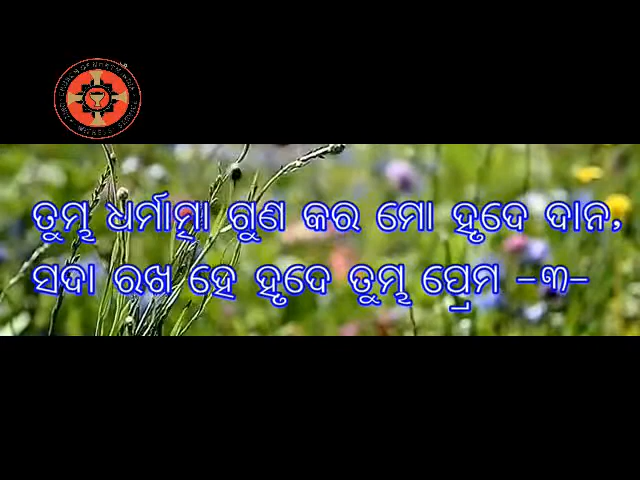 ତୁମ୍ଭ ଧର୍ମାତ୍ମା ଗୁଣ କର ମୋ ହୃଦେ ଦାନ,
ସଦା ରଖ ହେ ହୃଦେ ତୁମ୍ଭ ପ୍ରେମ -୩-